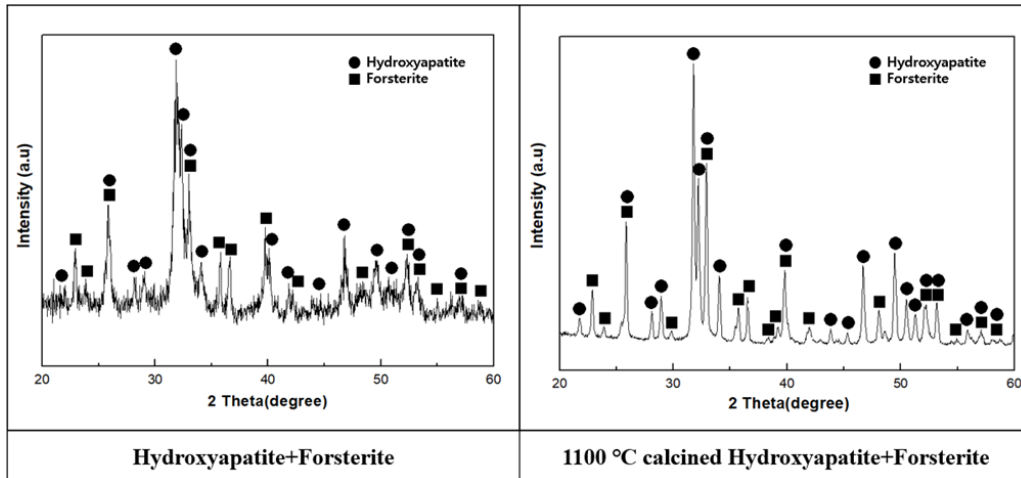 Hydroxyapatite
Forsterite
Intensity (a.u)
20 30 40 50 60
2 Theta(degree)
Hydroxyapatite+Forsterite
Hydroxyapatite
Forsterite
Intensity (a.u)
20 30 40 50 60
2 Theta(degree)
1100 °C calcined Hydroxyapatite+Forsterite